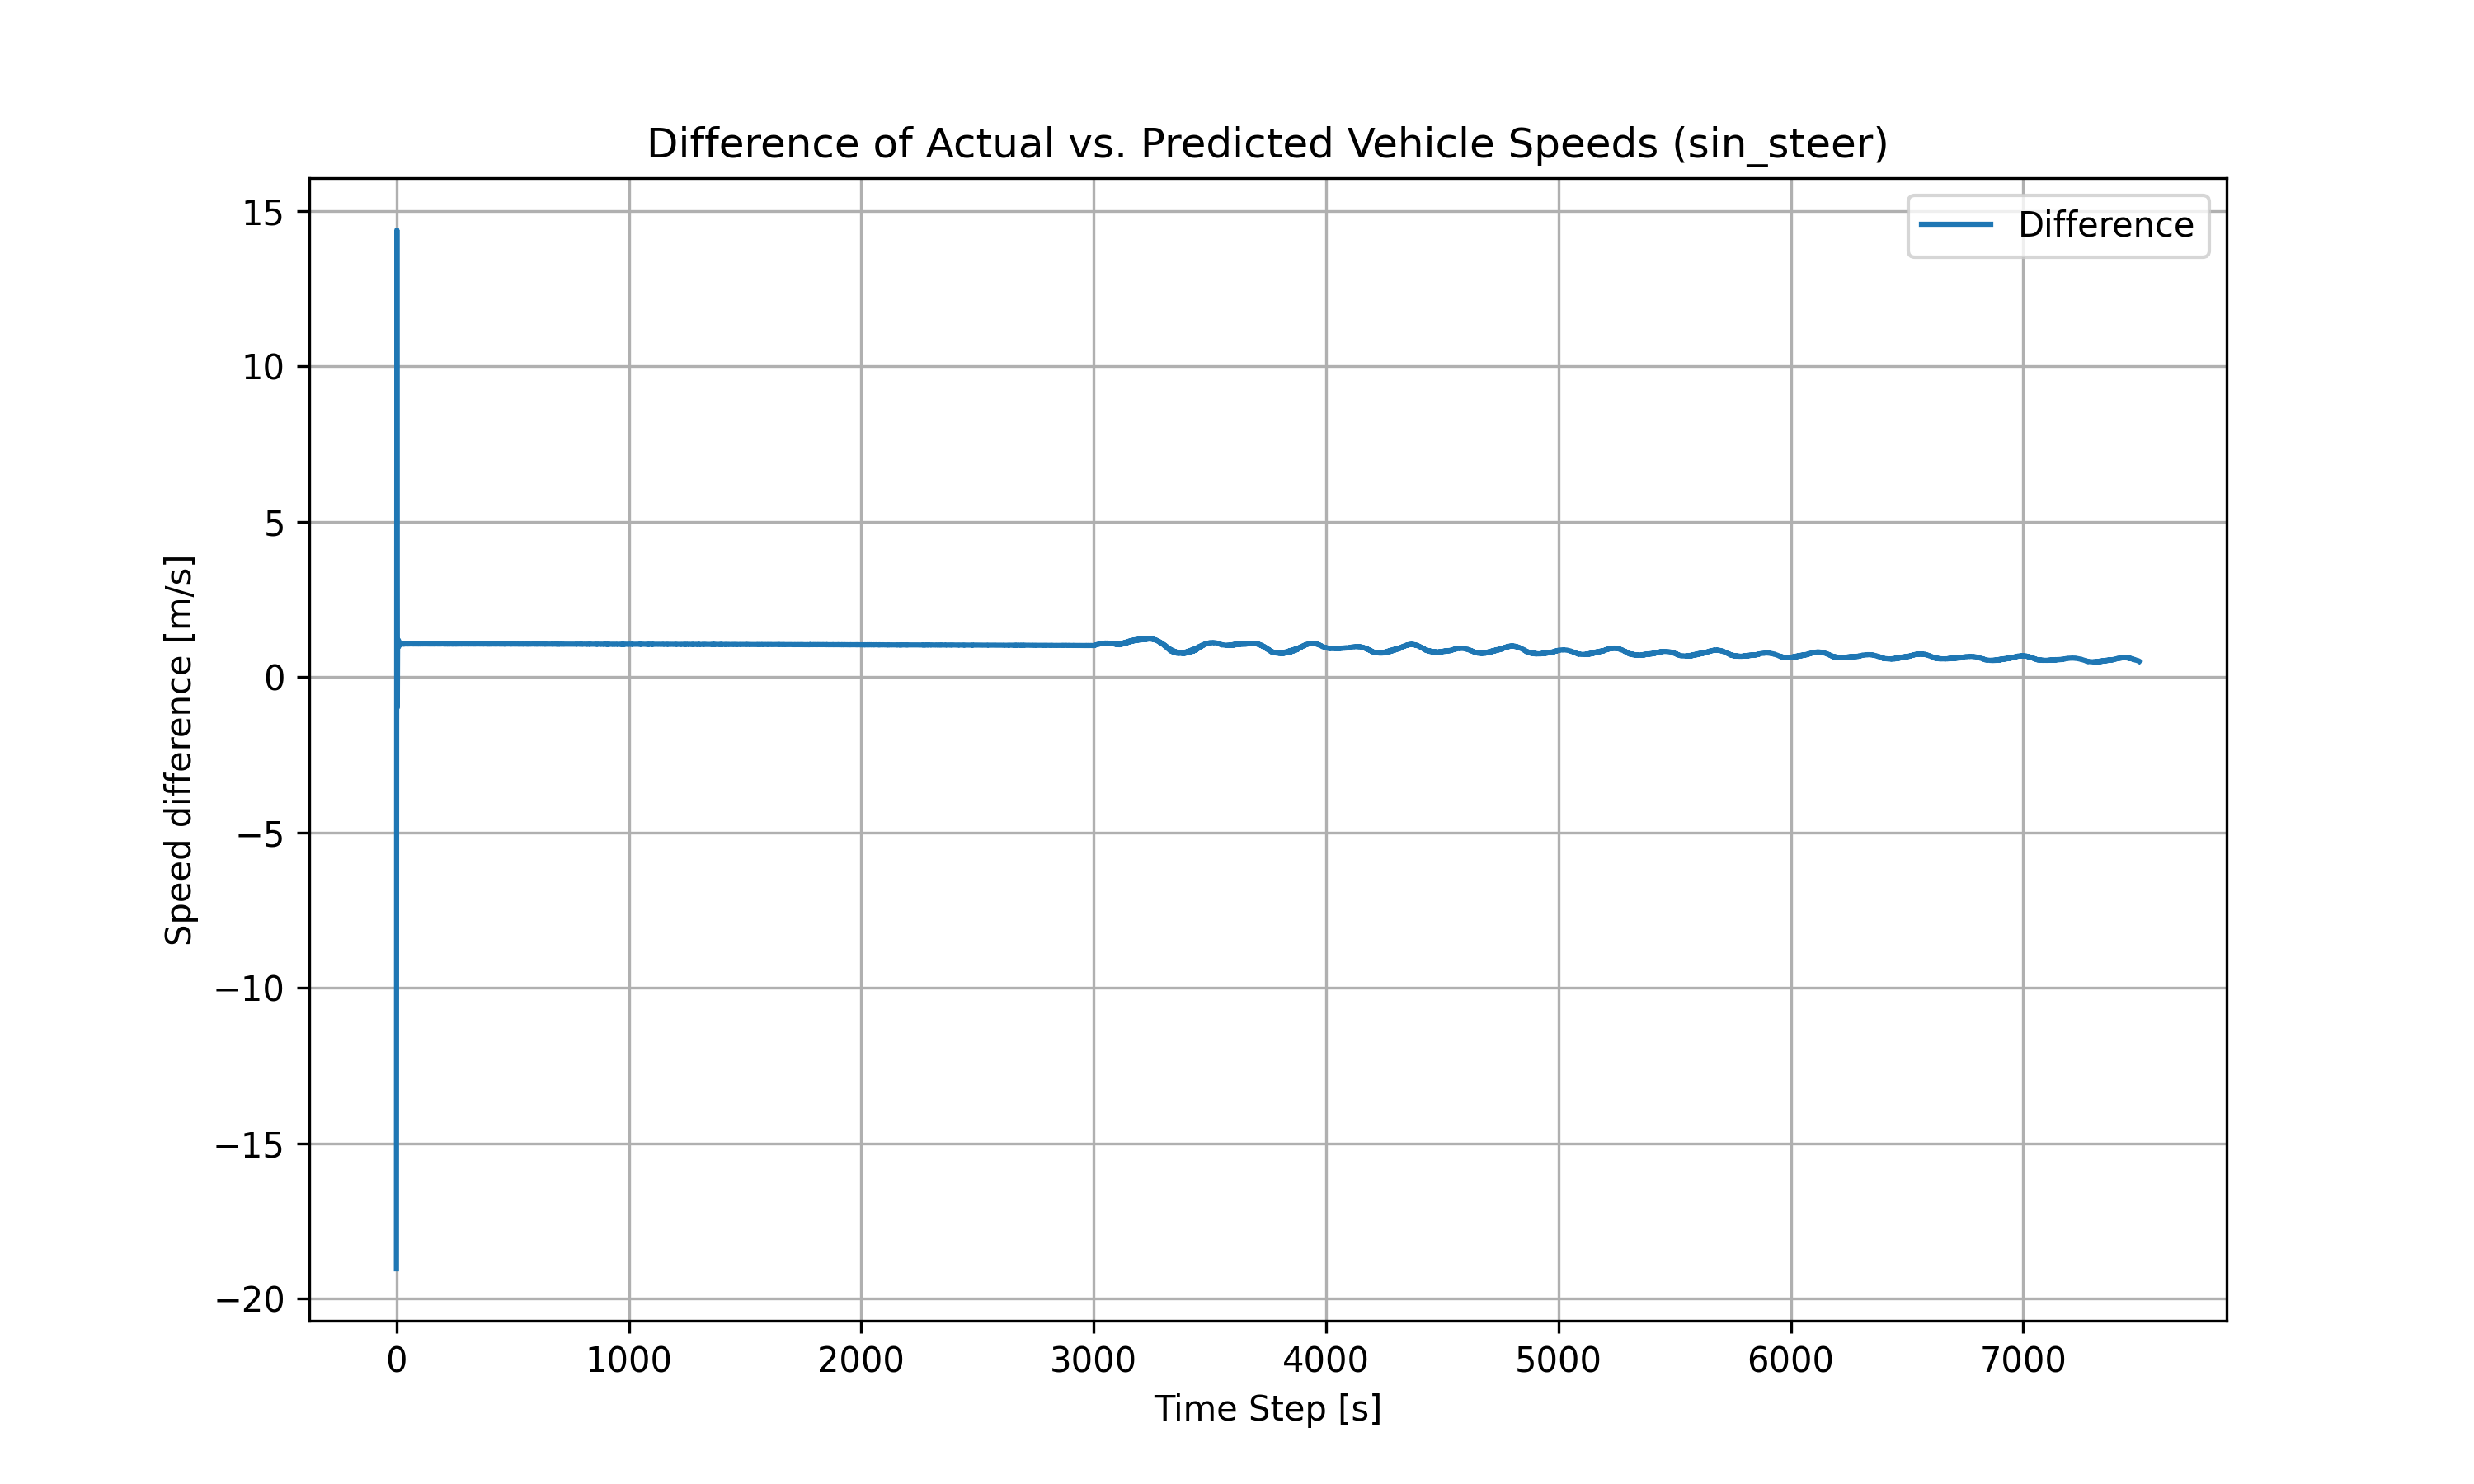 Difference of Actual vs. Predicted Vehicle Speeds (sin_steer)
Difference
15
10
5
0
−5
−10
−15
−20
Speed difference [m/s]
0 1000 2000 3000 4000 5000 6000 7000
Time Step [s]